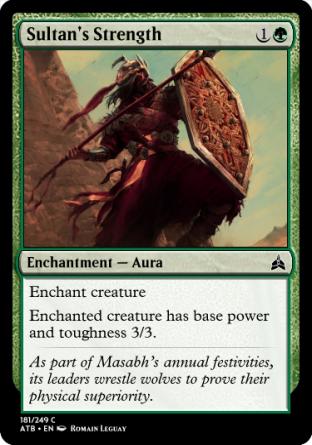 Sultan's Strength 1
Enchantment — Aura
Enchant creature
Enchanted creature has base power
and toughness 3/3.
As part of Masabh's annual festivities,
its leaders wrestle wolves to prove their
physical superiority.
181/249 C
ATB • EN Romain Leguay